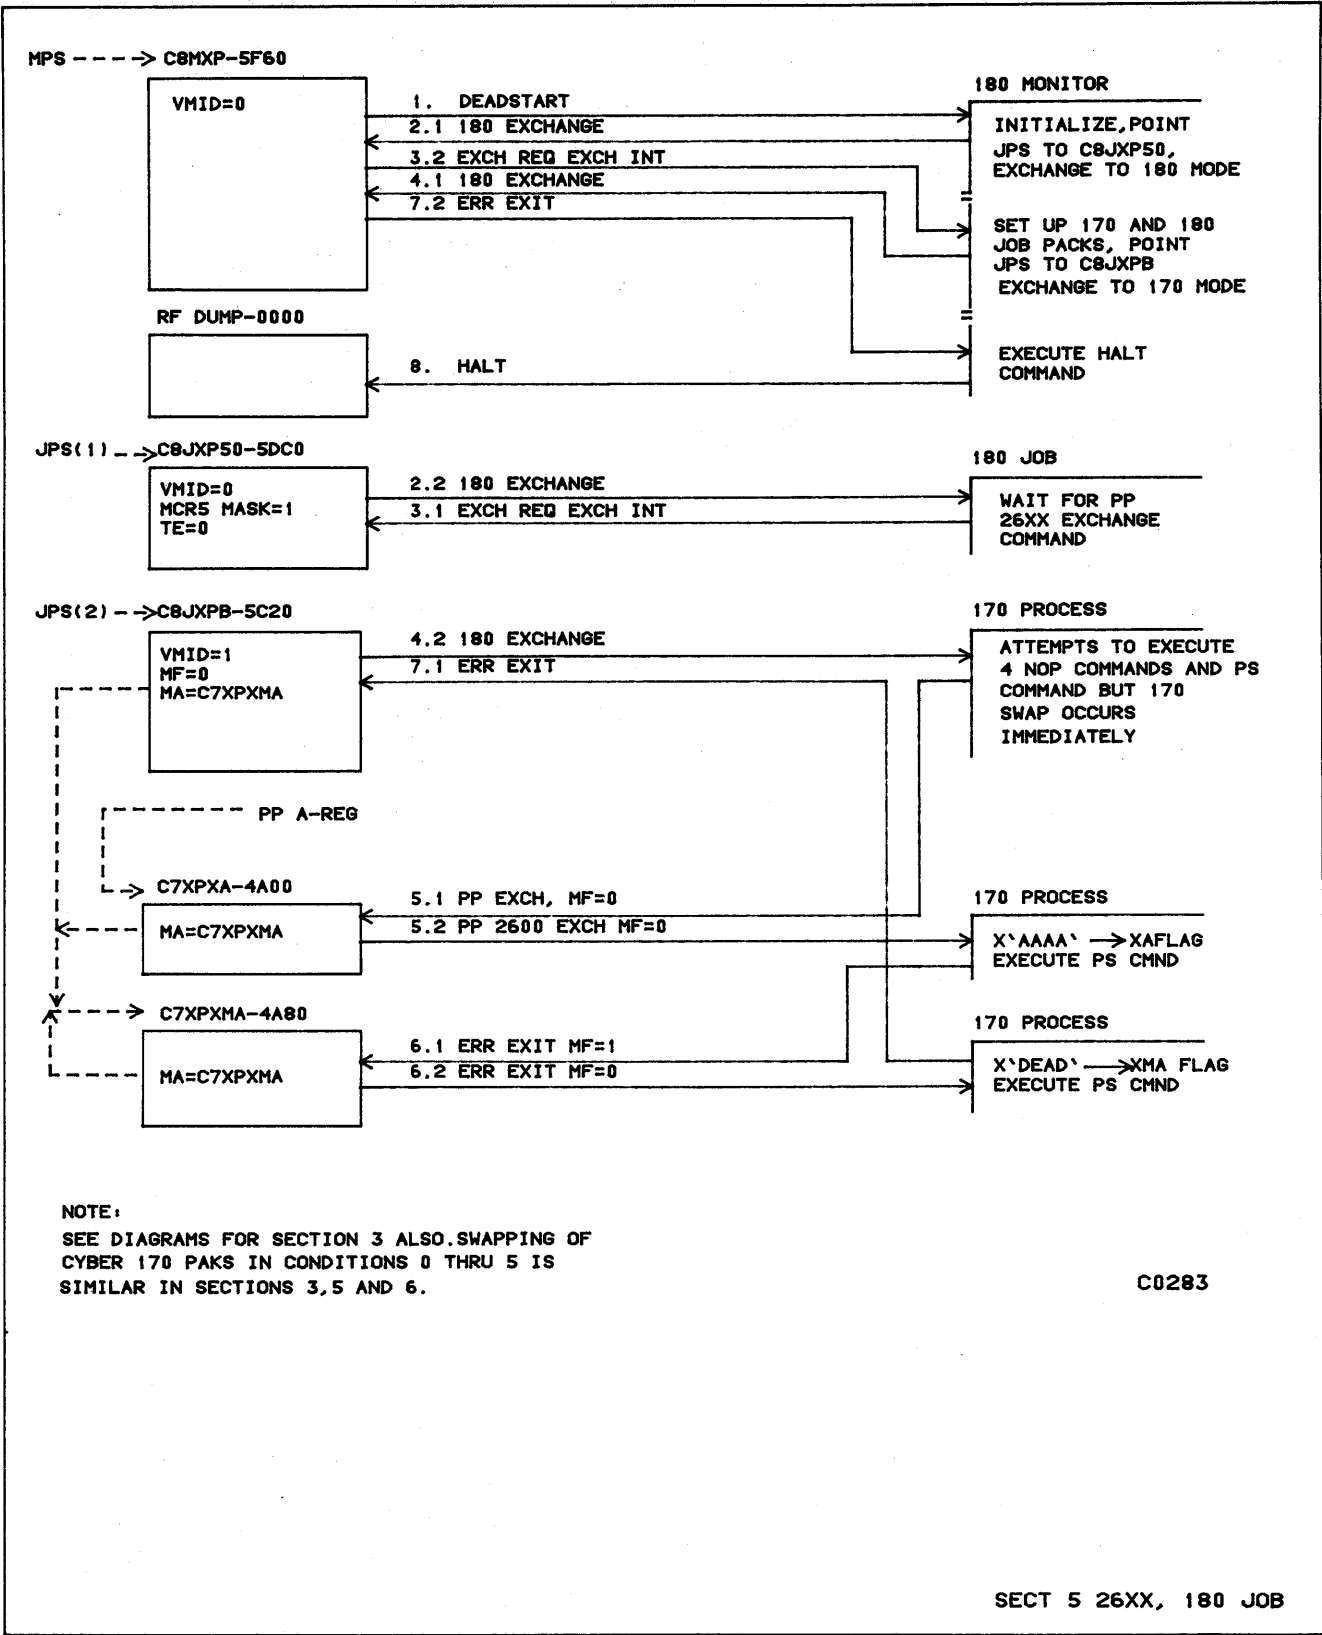 MPS ----> C8MXP-5F60
VMID=0
180 MONITOR
1. DEADSTART
2.1 180 EXCHANGE
3.2 EXCH REQ EXCH INT
4.1 180 EXCHANGE
7.2 ERR EXIT
INITIALIZE,POINT
JPS TO C8JXP50,
EXCHANGE TO 180 MODE
SET UP 170 AND 180
JOB PACKS, POINT
JPS TO C8JXPB
EXCHANGE TO 170 MODE
RF DUMP-0000
8. HALT
EXECUTE HALT
COMMAND
JPS(1) --->C8JXP50-5DC0
VMID=0
MCR5 MASK=1
TE=0
180 JOB
2.2 180 EXCHANGE
3.1 EXCH REQ EXCH INT
WAIT FOR PP
26XX EXCHANGE
COMMAND
JPS(2) -->C8JXPB-5C20
VMID=1
MF=0
MA=C7XPXMA
170 PROCESS
4.2 180 EXCHANGE
7.1 ERR EXIT
ATTEMPTS TO EXECUTE
4 NOP COMMANDS AND PS
COMMAND BUT 170
SWAP OCCURS
IMMEDIATELY
PP A-REG
C7XPXA-4A00
MA=C7XPXMA
5.1 PP EXCH, MF=0
5.2 PP 2600 EXCH MF=0
170 PROCESS
X`AAAA` -->XAFLAG
EXECUTE PS CMND
C7XPXMA-4A80
MA=C7XPXMA
6.1 ERR EXIT MF=1
6.2 ERR EXIT MF=0
170 PROCESS
X`DEAD` -->XMA FLAG
EXECUTE PS CMND
NOTE:
SEE DIAGRAMS FOR SECTION 3 ALSO.SWAPPING OF
CYBER 170 PAKS IN CONDITIONS 0 THRU 5 IS
SIMILAR IN SECTIONS 3,5 AND 6.
C0283
SECT 5 26XX, 180 JOB